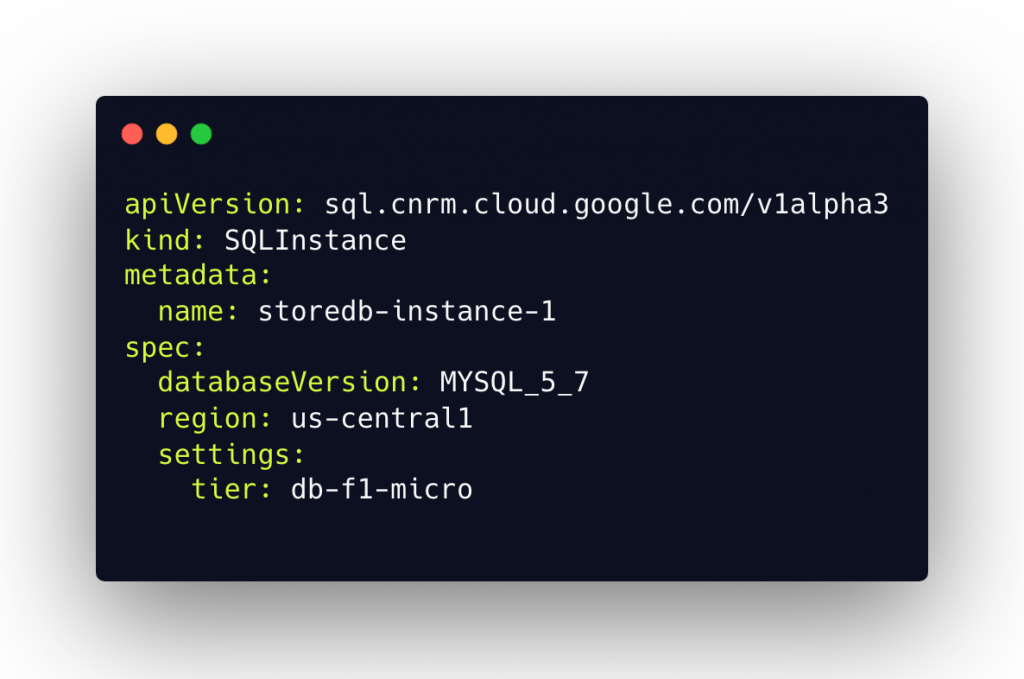 apiVersion: sql.cnrm.cloud.google.com/v1alpha3
kind: SQLInstance
metadata:
  name: storedb-instance-1
spec:
  databaseVersion: MYSQL_5_7
  region: us-central1
  settings:
    tier: db-f1-micro